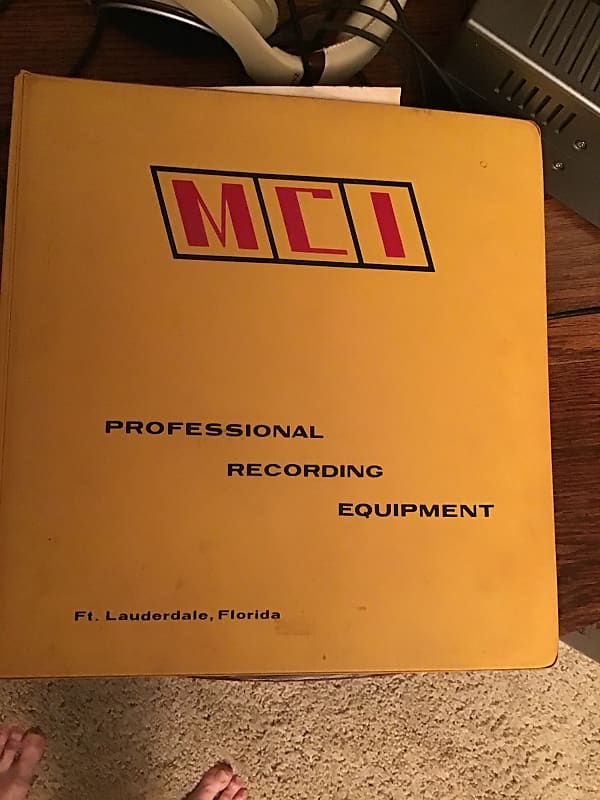 MCI
PROFESSIONAL
RECORDING
EQUIPMENT
Ft. Lauderdale, Florida